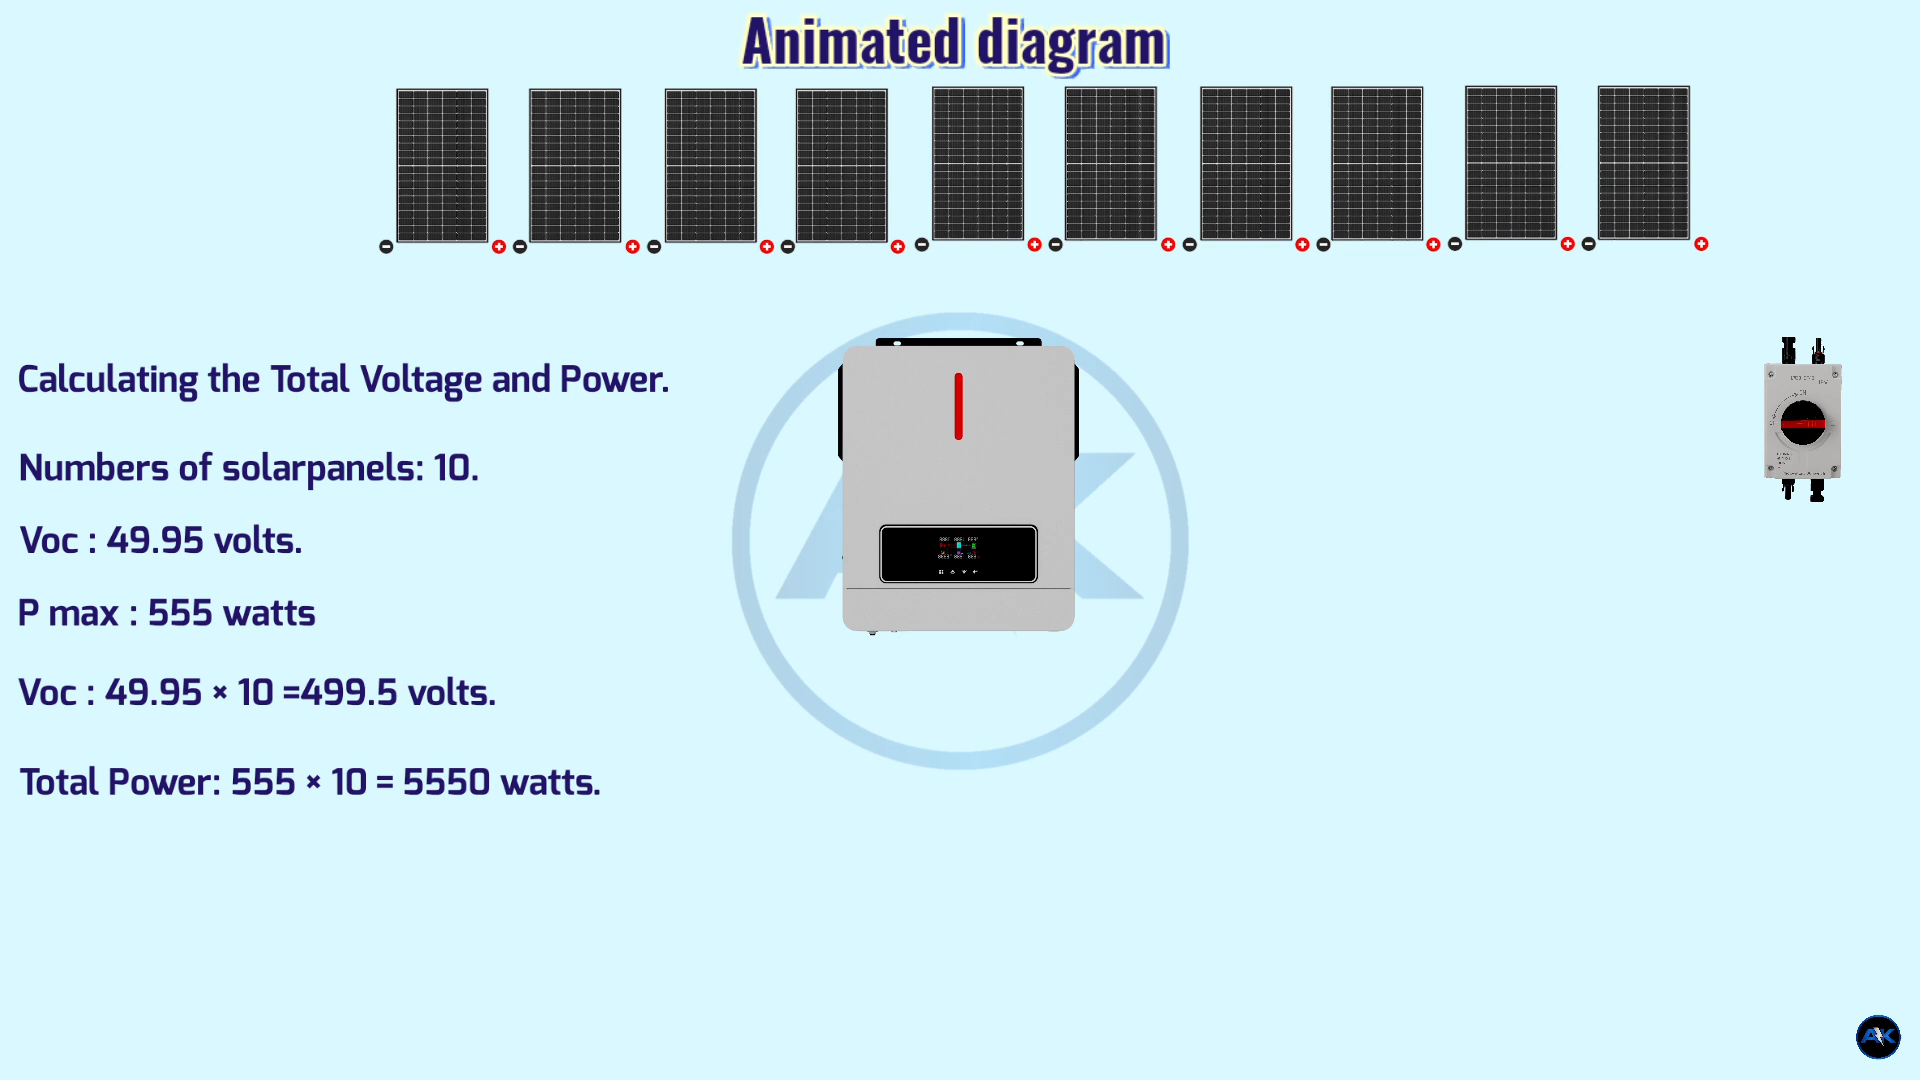 Animated diagram
Calculating the Total Voltage and Power.
Numbers of solarpanels: 10.
Voc : 49.95 volts.
P max : 555 watts
Voc : 49.95 × 10 =499.5 volts.
Total Power: 555 × 10 = 5550 watts.
AK